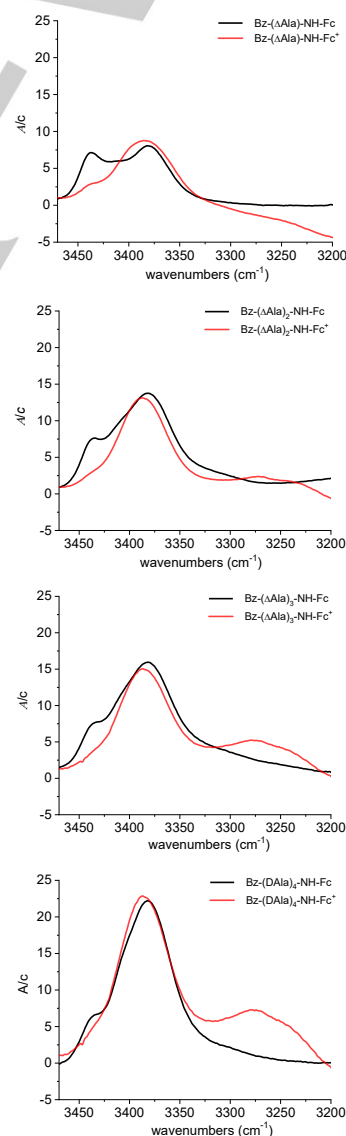 25
20
15
10
5
0
-5
A/c
3450 3400 3350 3300 3250 3200
wavenumbers (cm⁻¹)
Bz-(ΔAla)-NH-Fc
Bz-(ΔAla)-NH-Fc⁺
25
20
15
10
5
0
-5
A/c
3450 3400 3350 3300 3250 3200
wavenumbers (cm⁻¹)
Bz-(ΔAla)₂-NH-Fc
Bz-(ΔAla)₂-NH-Fc⁺
25
20
15
10
5
0
-5
A/c
3450 3400 3350 3300 3250 3200
wavenumbers (cm⁻¹)
Bz-(ΔAla)₃-NH-Fc
Bz-(ΔAla)₃-NH-Fc⁺
25
20
15
10
5
0
-5
A/c
3450 3400 3350 3300 3250 3200
wavenumbers (cm⁻¹)
Bz-(DAla)₄-NH-Fc
Bz-(DAla)₄-NH-Fc⁺